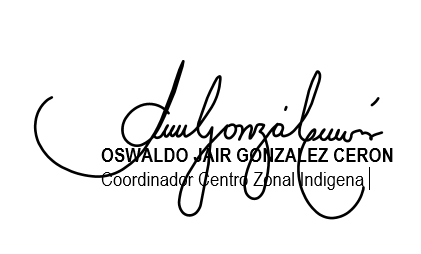 OSWALDO JAIR GONZALEZ CERON
Coordinador Centro Zonal Indigena